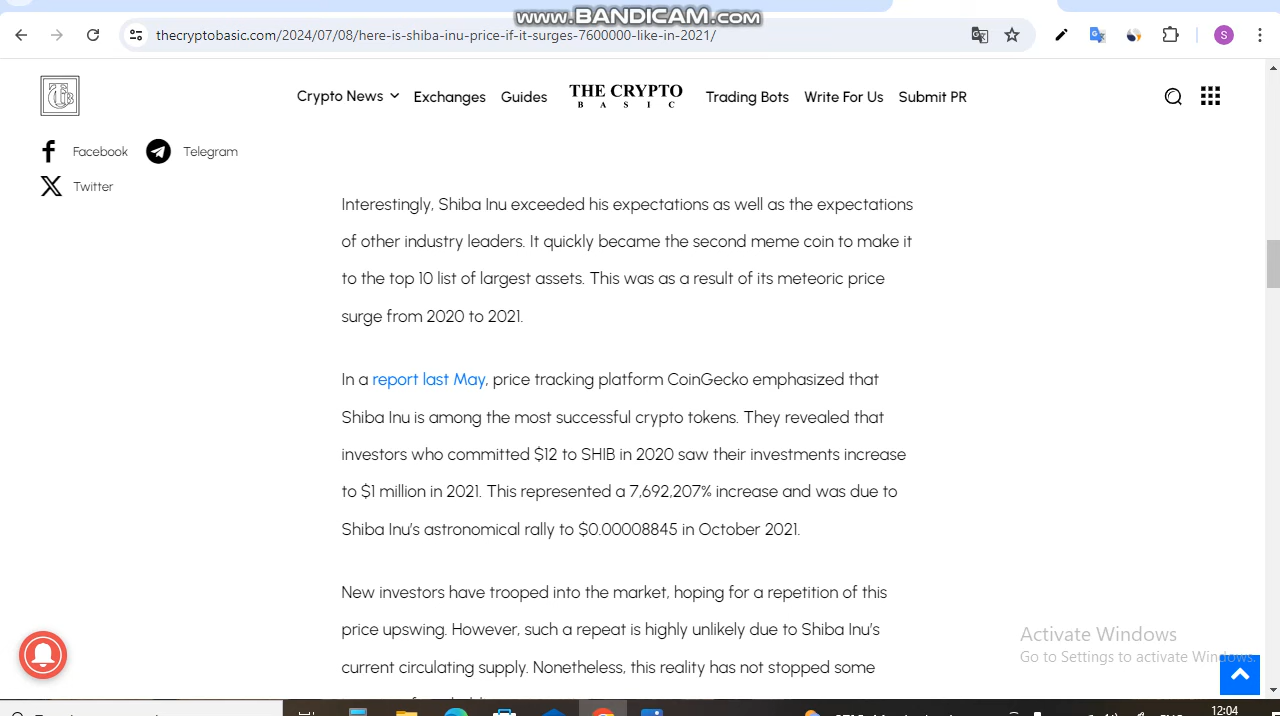 www.BANDICAM.com
thecryptobasic.com/2024/07/08/here-is-shiba-inu-price-if-it-surges-7600000-like-in-2021/
S
Crypto News
Exchanges
Guides
THE CRYPTO
BASIC
Trading Bots
Write For Us
Submit PR
Facebook
Telegram
Twitter
Interestingly, Shiba Inu exceeded his expectations as well as the expectations
of other industry leaders. It quickly became the second meme coin to make it
to the top 10 list of largest assets. This was as a result of its meteoric price
surge from 2020 to 2021.
In a report last May, price tracking platform CoinGecko emphasized that
Shiba Inu is among the most successful crypto tokens. They revealed that
investors who committed $12 to SHIB in 2020 saw their investments increase
to $1 million in 2021. This represented a 7,692,207% increase and was due to
Shiba Inu's astronomical rally to $0.00008845 in October 2021.
New investors have trooped into the market, hoping for a repetition of this
price upswing. However, such a repeat is highly unlikely due to Shiba Inu's
current circulating supply. Nonetheless, this reality has not stopped some
Activate Windows
Go to Settings to activate Windows.
12:04